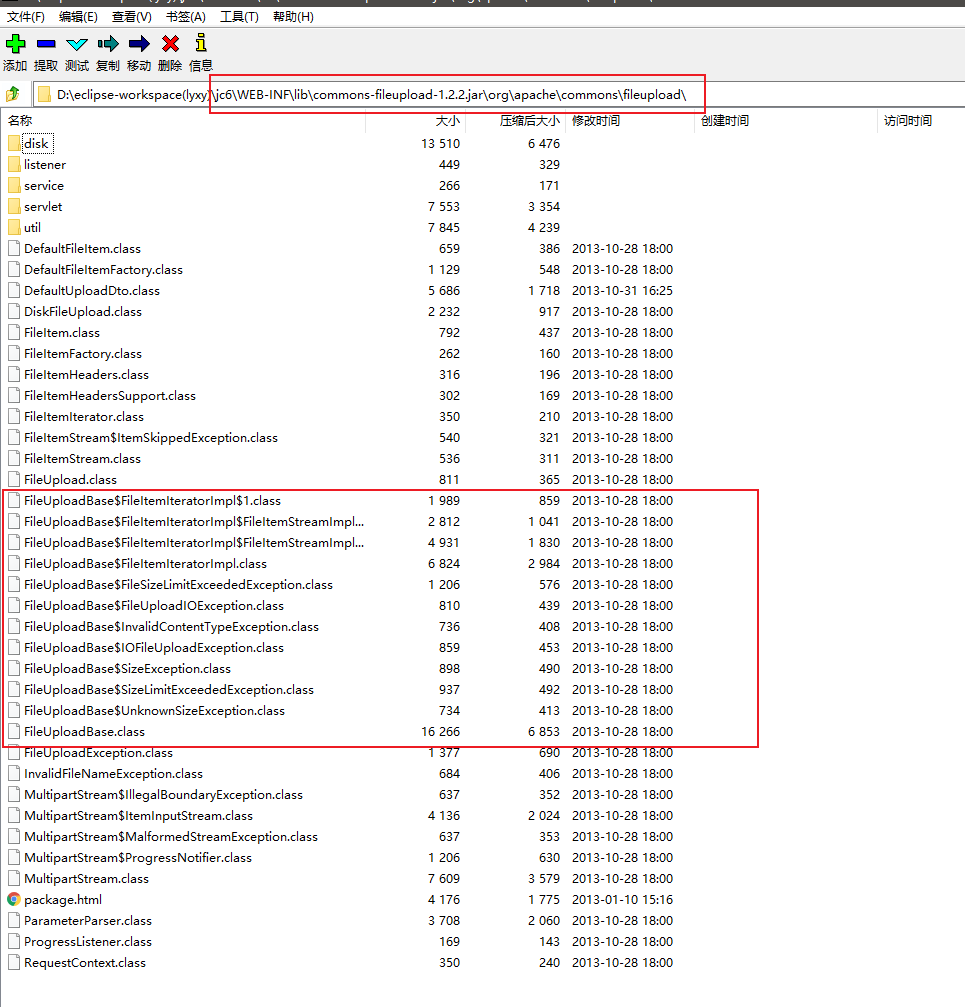 文件(F) 编辑(E) 查看(V) 书签(A) 工具(T) 帮助(H)
添加 提取 测试 复制 移动 删除 信息
D:\eclipse-workspace(lyxy)\jc6\WEB-INF\lib\commons-fileupload-1.2.2.jar\org\apache\commons\fileupload\
名称 大小 压缩后大小 修改时间 创建时间 访问时间
disk 13 510 6 476
listener 449 329
service 266 171
servlet 7 553 3 354
util 7 845 4 239
DefaultFileItem.class 659 386 2013-10-28 18:00
DefaultFileItemFactory.class 1 129 548 2013-10-28 18:00
DefaultUploadDto.class 5 686 1 718 2013-10-31 16:25
DiskFileUpload.class 2 232 917 2013-10-28 18:00
FileItem.class 792 437 2013-10-28 18:00
FileItemFactory.class 262 160 2013-10-28 18:00
FileItemHeaders.class 316 196 2013-10-28 18:00
FileItemHeadersSupport.class 302 169 2013-10-28 18:00
FileItemIterator.class 350 210 2013-10-28 18:00
FileItemStream$ItemSkippedException.class 540 321 2013-10-28 18:00
FileItemStream.class 536 311 2013-10-28 18:00
FileUpload.class 811 365 2013-10-28 18:00
FileUploadBase$FileItemIteratorImpl$1.class 1 989 859 2013-10-28 18:00
FileUploadBase$FileItemIteratorImpl$FileItemStreamImpl... 2 812 1 041 2013-10-28 18:00
FileUploadBase$FileItemIteratorImpl$FileItemStreamImpl... 4 931 1 830 2013-10-28 18:00
FileUploadBase$FileItemIteratorImpl.class 6 824 2 984 2013-10-28 18:00
FileUploadBase$FileSizeLimitExceededException.class 1 206 576 2013-10-28 18:00
FileUploadBase$FileUploadIOException.class 810 439 2013-10-28 18:00
FileUploadBase$InvalidContentTypeException.class 736 408 2013-10-28 18:00
FileUploadBase$IOFileUploadException.class 859 453 2013-10-28 18:00
FileUploadBase$SizeException.class 898 490 2013-10-28 18:00
FileUploadBase$SizeLimitExceededException.class 937 492 2013-10-28 18:00
FileUploadBase$UnknownSizeException.class 734 413 2013-10-28 18:00
FileUploadBase.class 16 266 6 853 2013-10-28 18:00
FileUploadException.class 1 377 690 2013-10-28 18:00
InvalidFileNameException.class 684 406 2013-10-28 18:00
MultipartStream$IllegalBoundaryException.class 637 352 2013-10-28 18:00
MultipartStream$ItemInputStream.class 4 136 2 024 2013-10-28 18:00
MultipartStream$MalformedStreamException.class 637 353 2013-10-28 18:00
MultipartStream$ProgressNotifier.class 1 206 630 2013-10-28 18:00
MultipartStream.class 7 609 3 579 2013-10-28 18:00
package.html 4 176 1 775 2013-01-10 15:16
ParameterParser.class 3 708 2 060 2013-10-28 18:00
ProgressListener.class 169 143 2013-10-28 18:00
RequestContext.class 350 240 2013-10-28 18:00